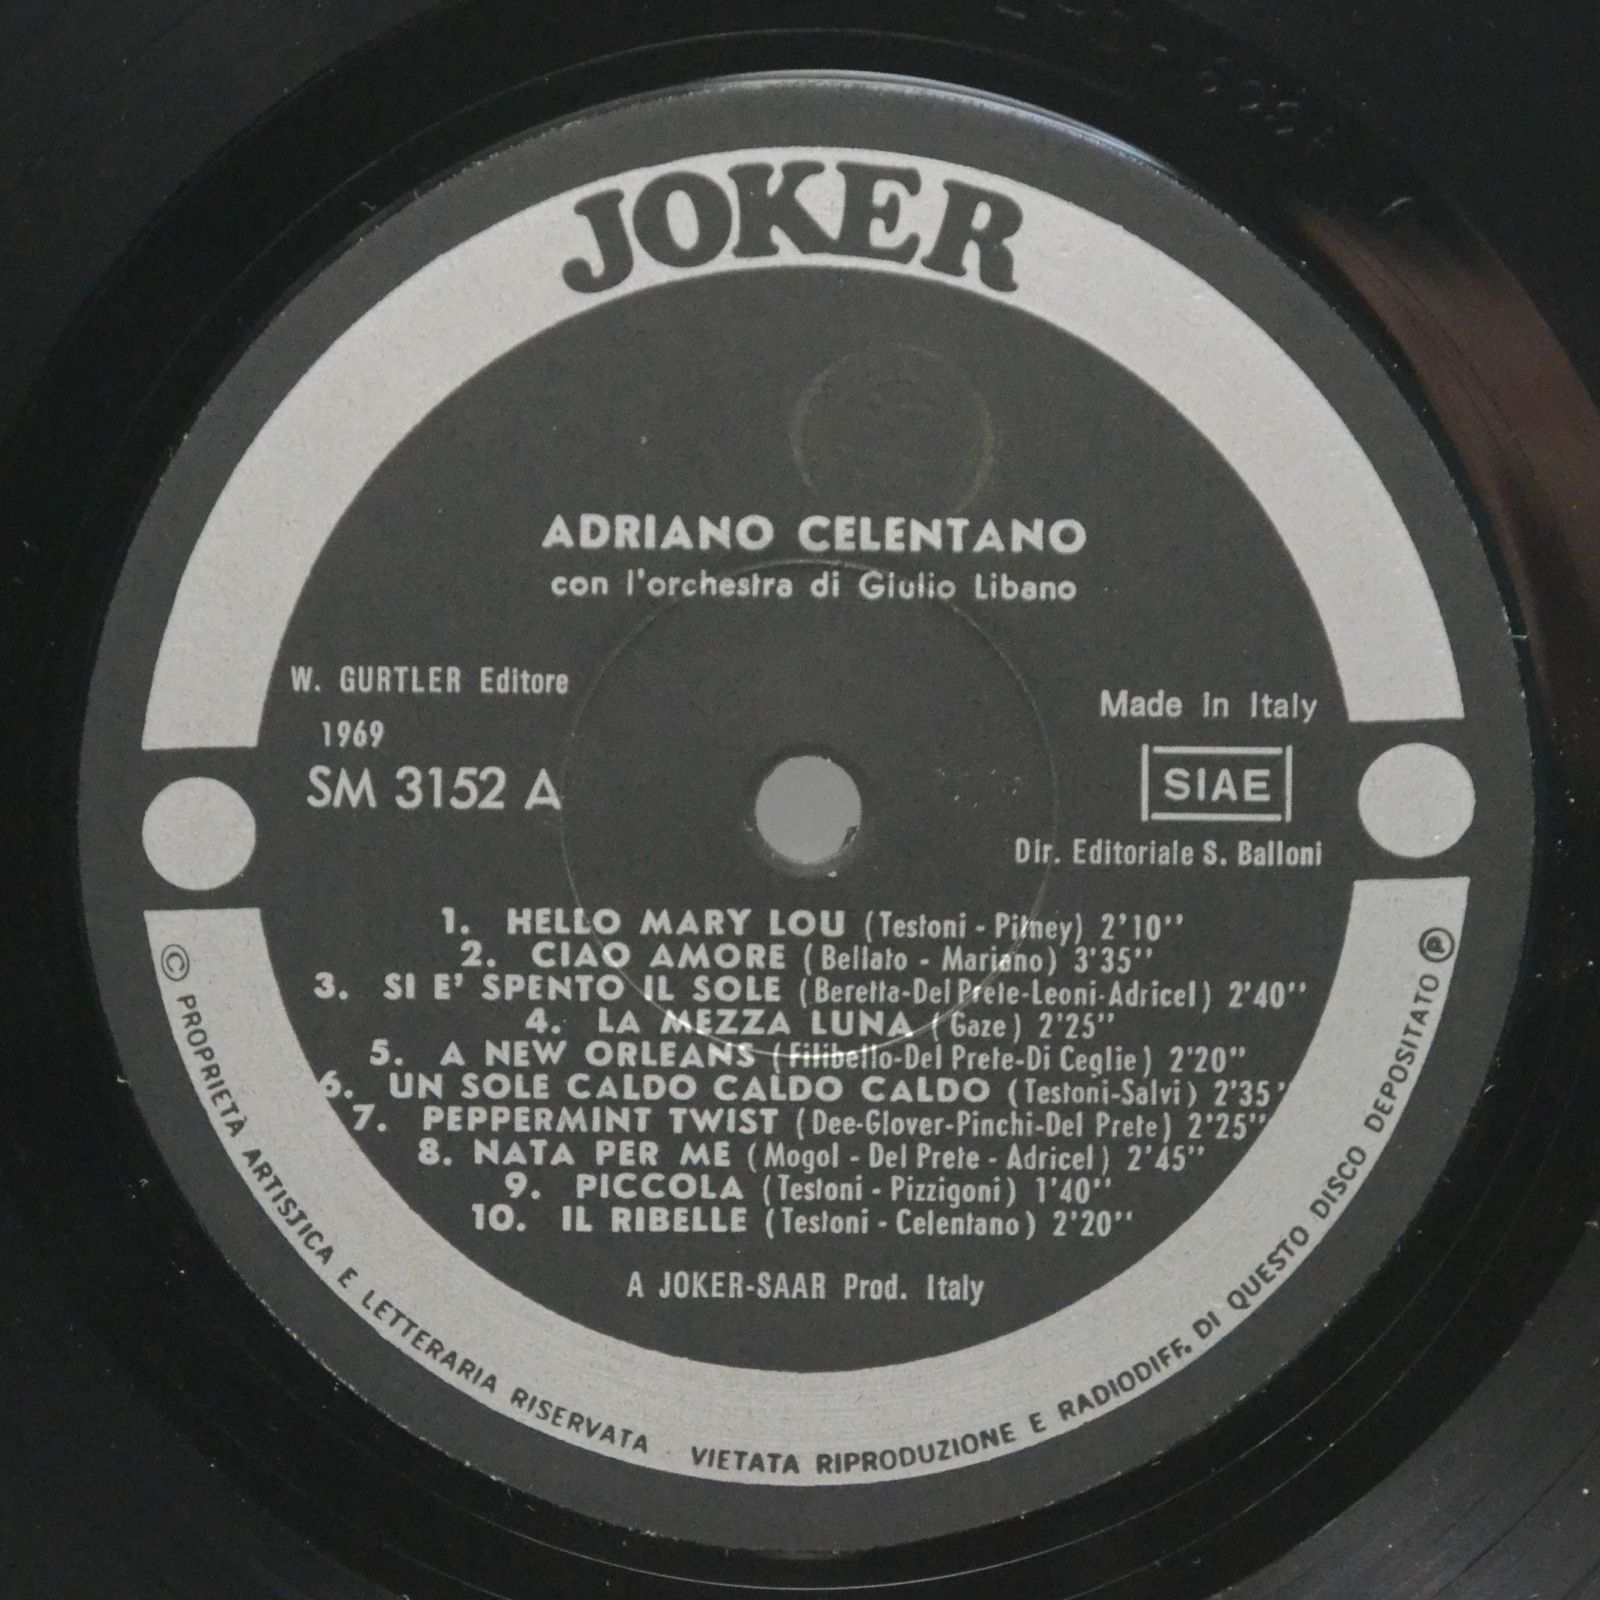 JOKER
ADRIANO CELENTANO
con l'orchestra di Giulio Libano
W. GURTLER Editore
1969
SM 3152 A
Made in Italy
SIAE
Dir. Editoriale S. Balloni
1. HELLO MARY LOU (Testoni - Pitney) 2'10''
2. CIAO AMORE (Bellato - Mariano) 3'35''
3. SI E' SPENTO IL SOLE (Beretta-Del Prete-Leoni-Adricel) 2'40''
4. LA MEZZA LUNA (Gaze) 2'25''
5. A NEW ORLEANS (Filibello-Del Prete-Di Ceglie) 2'20''
6. UN SOLE CALDO CALDO CALDO (Testoni-Salvi) 2'35''
7. PEPPERMINT TWIST (Dee-Glover-Pinchi-Del Prete) 2'25''
8. NATA PER ME (Mogol - Del Prete - Adricel) 2'45''
9. PICCOLA (Testoni - Pizzigoni) 1'40''
10. IL RIBELLE (Testoni - Celentano) 2'20''
A JOKER-SAAR Prod. Italy
© PROPRIETÀ ARTISTICA E LETTERARIA RISERVATA - VIETATA RIPRODUZIONE E RADIODIFF. DI QUESTO DISCO DEPOSITATO ℗